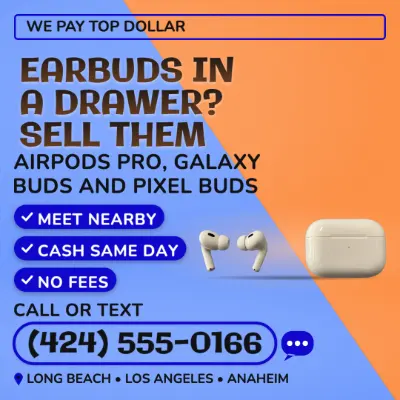 WE PAY TOP DOLLAR
EARBUDS IN
A DRAWER?
SELL THEM
AIRPODS PRO, GALAXY
BUDS AND PIXEL BUDS
MEET NEARBY
CASH SAME DAY
NO FEES
CALL OR TEXT
(424) 555-0166
LONG BEACH • LOS ANGELES • ANAHEIM